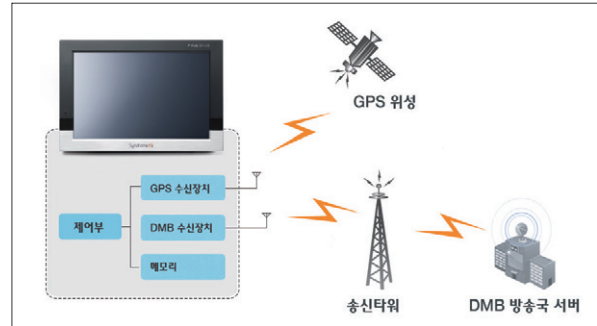 GPS 위성
GPS 수신장치
제어부
DMB 수신장치
메모리
송신타워
DMB 방송국 서버